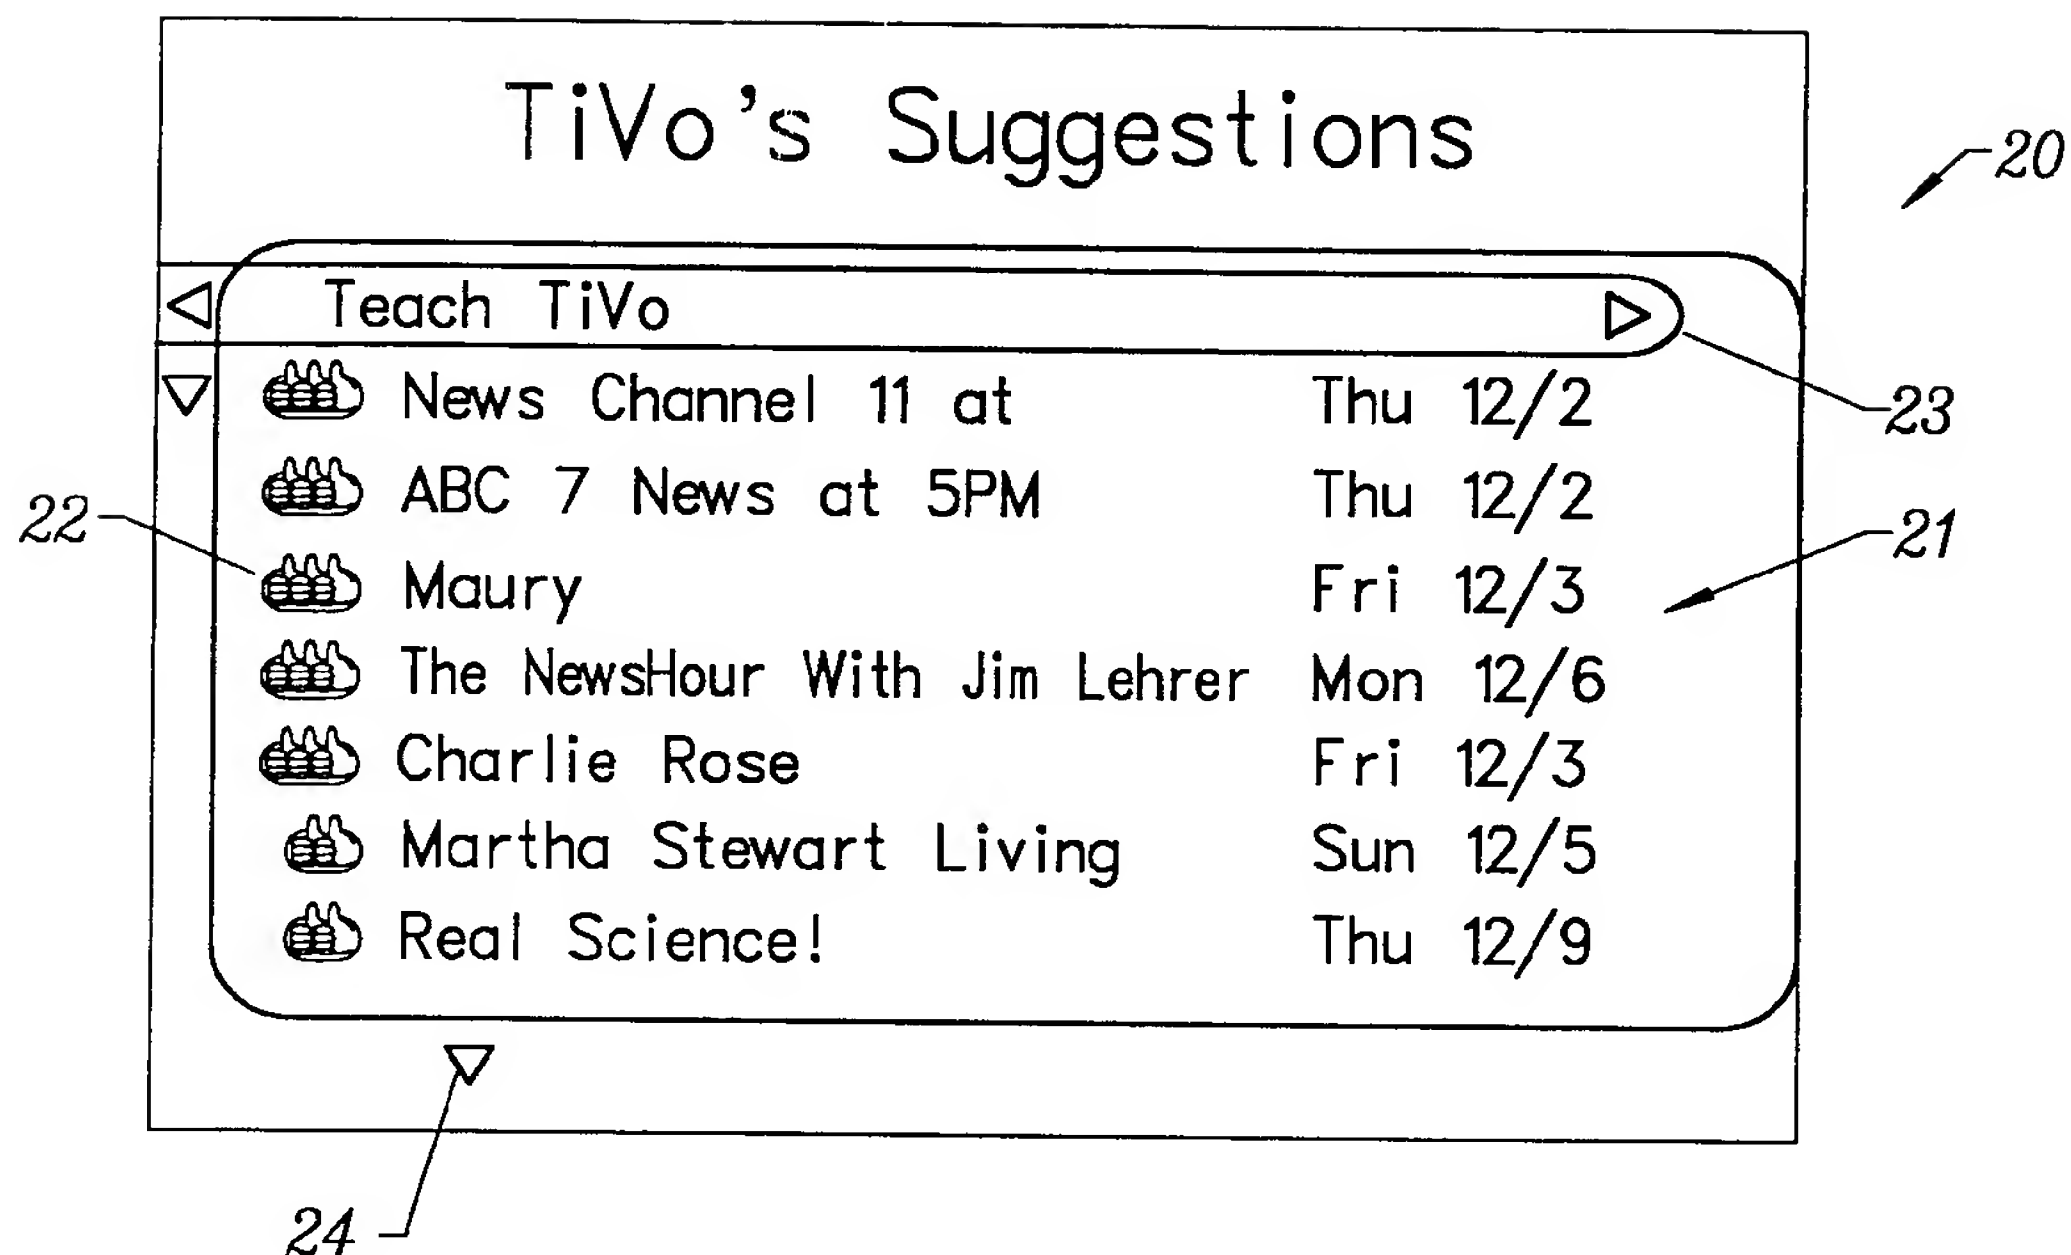 TiVo's Suggestions
20
Teach TiVo
23
News Channel 11 at Thu 12/2
ABC 7 News at 5PM Thu 12/2
22
21
Maury Fri 12/3
The NewsHour With Jim Lehrer Mon 12/6
Charlie Rose Fri 12/3
Martha Stewart Living Sun 12/5
Real Science! Thu 12/9
24